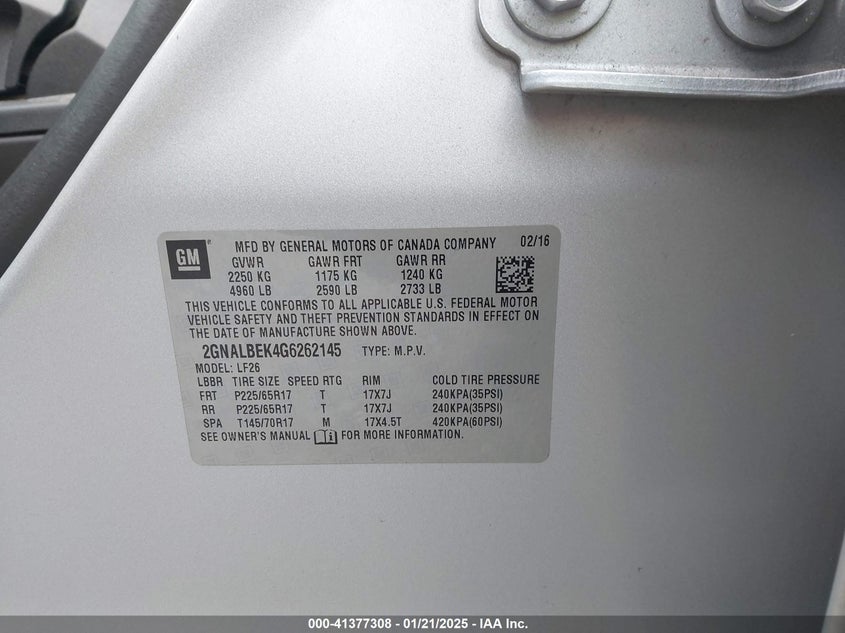 GM
MFD BY GENERAL MOTORS OF CANADA COMPANY 02/16
GVWR GAWR FRT GAWR RR
2250 KG 1175 KG 1240 KG
4960 LB 2590 LB 2733 LB
THIS VEHICLE CONFORMS TO ALL APPLICABLE U.S. FEDERAL MOTOR
VEHICLE SAFETY AND THEFT PREVENTION STANDARDS IN EFFECT ON
THE DATE OF MANUFACTURE SHOWN ABOVE.
2GNALBEK4G6262145 TYPE: M.P.V.
MODEL: LF26
LBBR TIRE SIZE SPEED RTG RIM COLD TIRE PRESSURE
FRT P225/65R17 T 17X7J 240KPA(35PSI)
RR P225/65R17 T 17X7J 240KPA(35PSI)
SPA T145/70R17 M 17X4.5T 420KPA(60PSI)
SEE OWNER'S MANUAL FOR MORE INFORMATION.
000-41377308 - 01/21/2025 - IAA Inc.